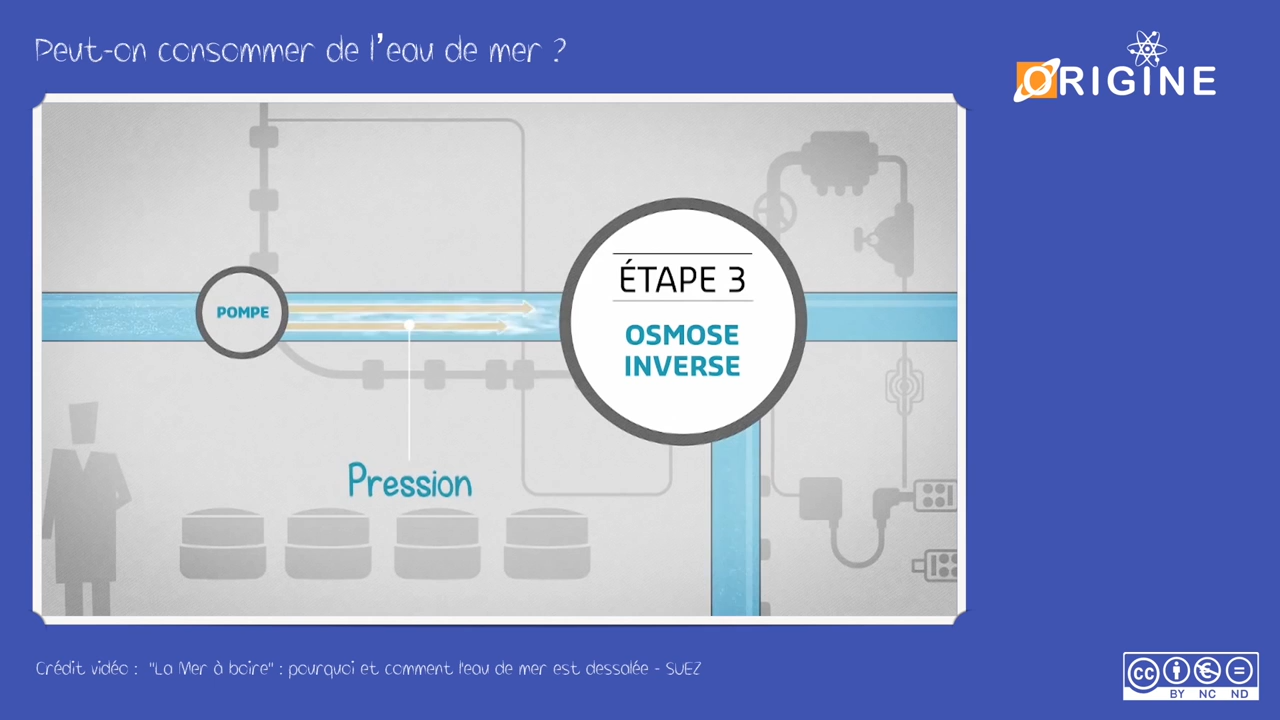 Peut-on consommer de l'eau de mer ?
ORIGINE
ÉTAPE 3
POMPE
OSMOSE
INVERSE
Pression
Crédit vidéo : "La Mer à boire" : pourquoi et comment l'eau de mer est dessalée - SUEZ
cc
BY NC ND